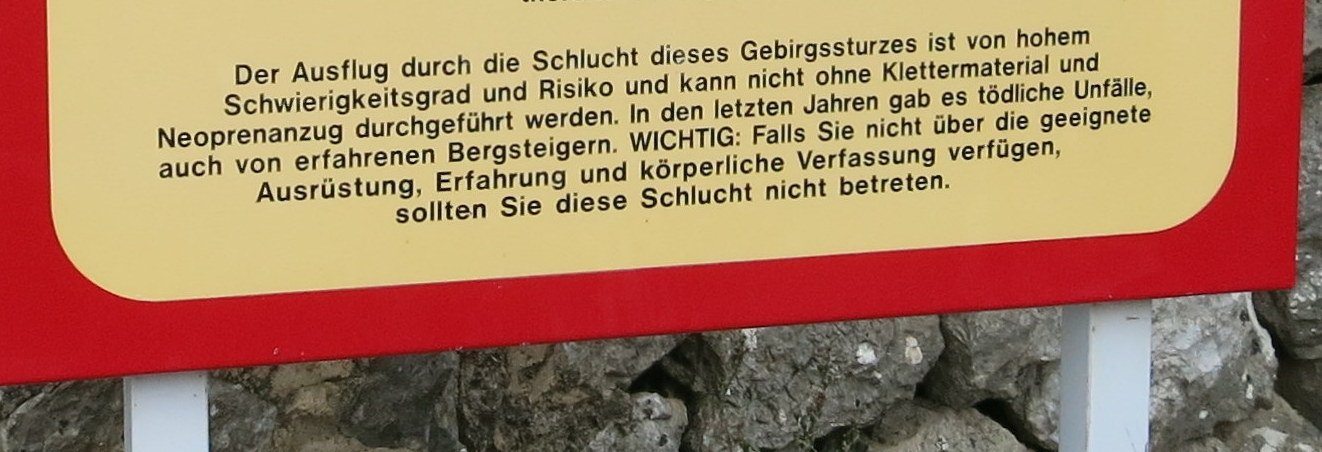 Der Ausflug durch die Schlucht dieses Gebirgssturzes ist von hohem
Schwierigkeitsgrad und Risiko und kann nicht ohne Klettermaterial und
Neoprenanzug durchgeführt werden. In den letzten Jahren gab es tödliche Unfälle,
auch von erfahrenen Bergsteigern. WICHTIG: Falls Sie nicht über die geeignete
Ausrüstung, Erfahrung und körperliche Verfassung verfügen,
sollten Sie diese Schlucht nicht betreten.